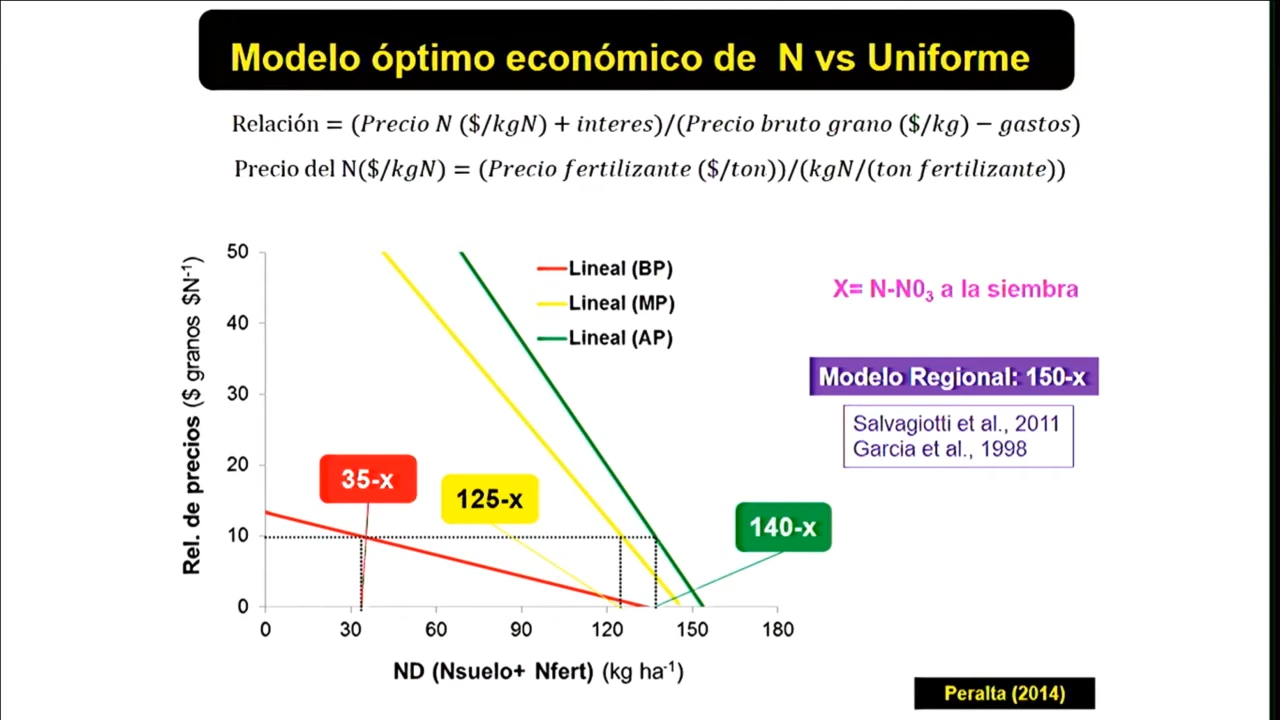 Modelo óptimo económico de N vs Uniforme
Relación = (Precio N ($/kgN) + interes)/(Precio bruto grano ($/kg) − gastos)
Precio del N($/kgN) = (Precio fertilizante ($/ton))/(kgN/(ton fertilizante))
Rel. de precios ($ granos $N-1)
50
40
30
20
10
0
Lineal (BP)
Lineal (MP)
Lineal (AP)
35-x
125-x
140-x
0 30 60 90 120 150 180
ND (Nsuelo+ Nfert) (kg ha-1)
X= N-N03 a la siembra
Modelo Regional: 150-x
Salvagiotti et al., 2011
Garcia et al., 1998
Peralta (2014)